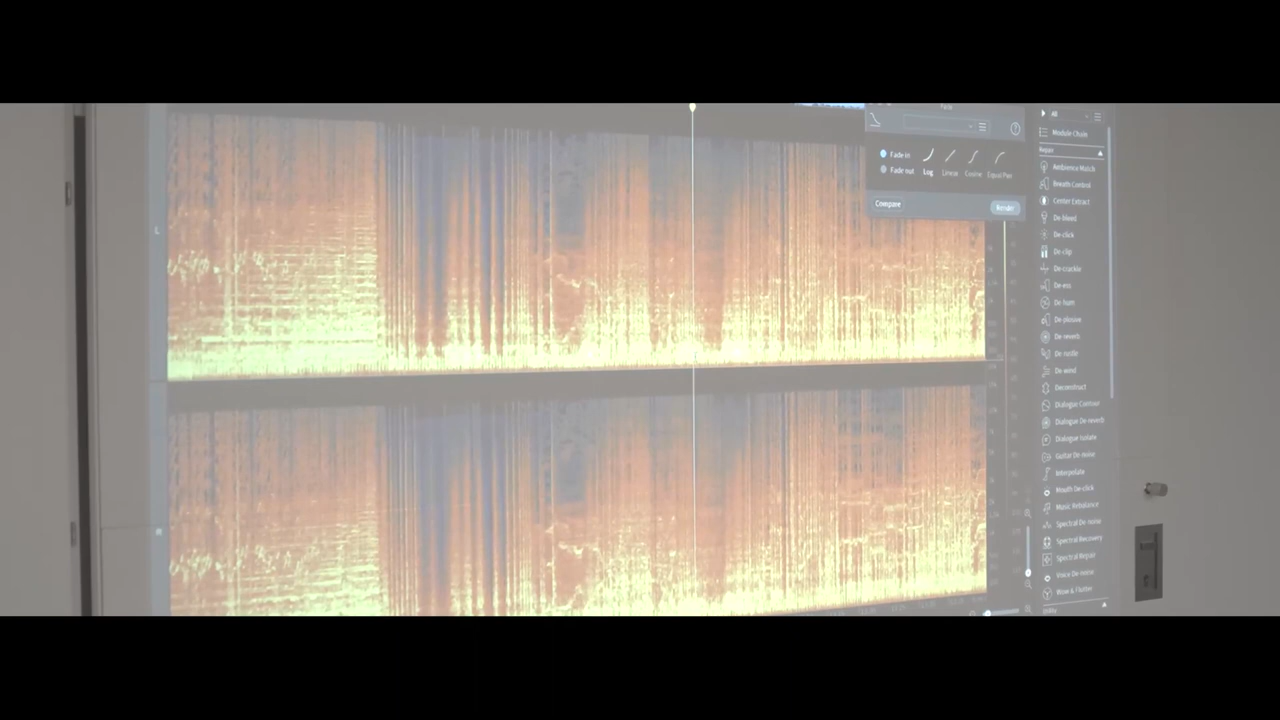 L
R
Fade
Fade in
Fade out
Log
Linear
Cosine
Equal Pwr
?
Compare
Render
All
Module Chain
Repair
Ambience Match
Breath Control
Center Extract
De-bleed
De-click
De-clip
De-crackle
De-ess
De-hum
De-plosive
De-reverb
De-rustle
De-wind
Deconstruct
Dialogue Contour
Dialogue De-reverb
Dialogue Isolate
Guitar De-noise
Interpolate
Mouth De-click
Music Rebalance
Spectral De-noise
Spectral Recovery
Spectral Repair
Voice De-noise
Wow & Flutter
Utility